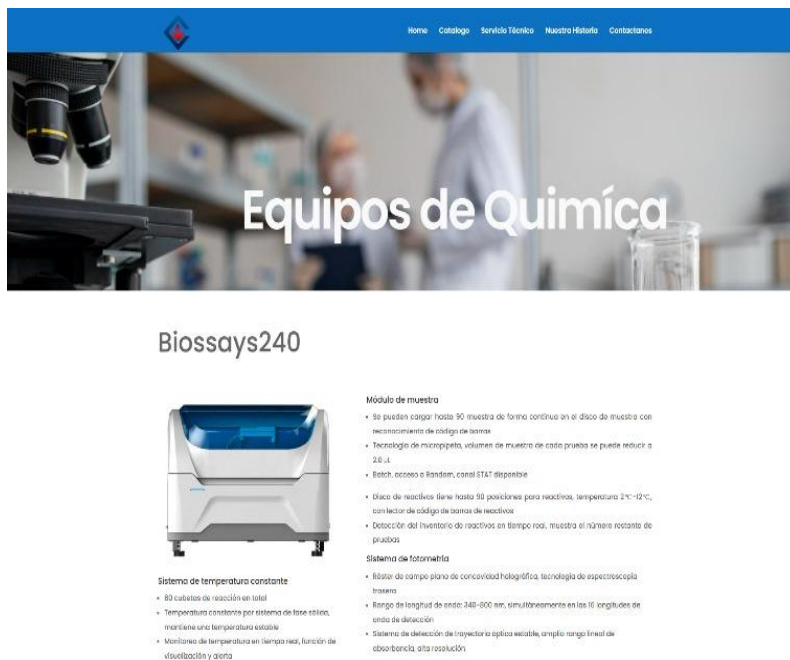 Home Catalogo Servicio Técnico Nuestra Historia Contactanos
Equipos de Quimíca
Biossays240
Módulo de muestra
• Se pueden cargar hasta 90 muestra de forma continua en el disco de muestra con
reconocimiento de código de barras
• Tecnología de micropipeta, volumen de muestra de cada prueba se puede reducir a
2.0 μL
• Batch, acceso a Random, canal STAT disponible
• Disco de reactivos tiene hasta 90 posiciones para reactivos, temperatura 2℃-12℃,
con lector de código de barras de reactivos
• Detección del inventario de reactivos en tiempo real, muestra el número restante de
pruebas
Sistema de fotometría
• Ráster de campo plano de concavidad holográfica, tecnología de espectroscopia
trasera
• Rango de longitud de onda: 340-800 nm, simultáneamente en las 16 longitudes de
onda de detección
• Sistema de detección de trayectoria óptica estable, amplio rango lineal de
absorbancia, alta resolución
Sistema de temperatura constante
• 80 cubetas de reacción en total
• Temperatura constante por sistema de fase sólida,
mantiene una temperatura estable
• Monitoreo de temperatura en tiempo real, función de
visualización y alerta